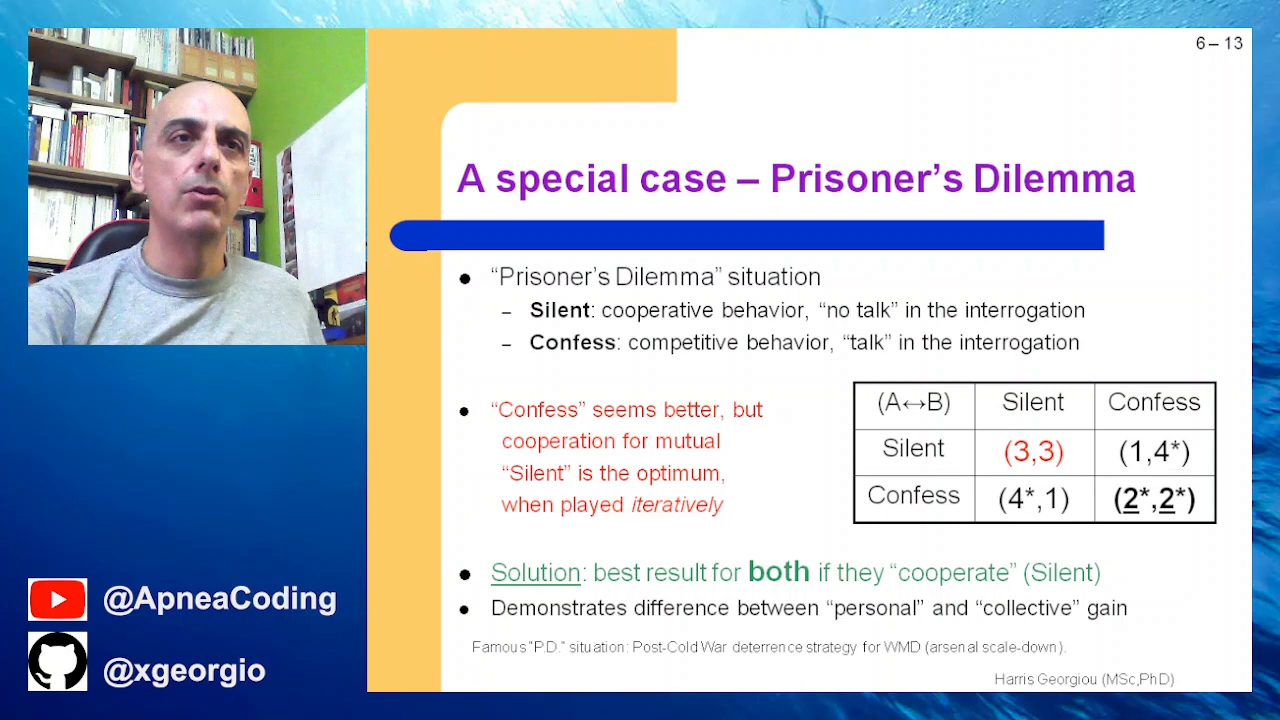 6 – 13
A special case – Prisoner's Dilemma
● “Prisoner's Dilemma” situation
– Silent: cooperative behavior, “no talk” in the interrogation
– Confess: competitive behavior, “talk” in the interrogation
● “Confess” seems better, but
cooperation for mutual
“Silent” is the optimum,
when played iteratively
(A↔B) Silent Confess
Silent (3,3) (1,4*)
Confess (4*,1) (2*,2*)
● Solution: best result for both if they “cooperate” (Silent)
● Demonstrates difference between “personal” and “collective” gain
Famous “P.D.” situation: Post-Cold War deterrence strategy for WMD (arsenal scale-down).
Harris Georgiou (MSc,PhD)
@ApneaCoding
@xgeorgio